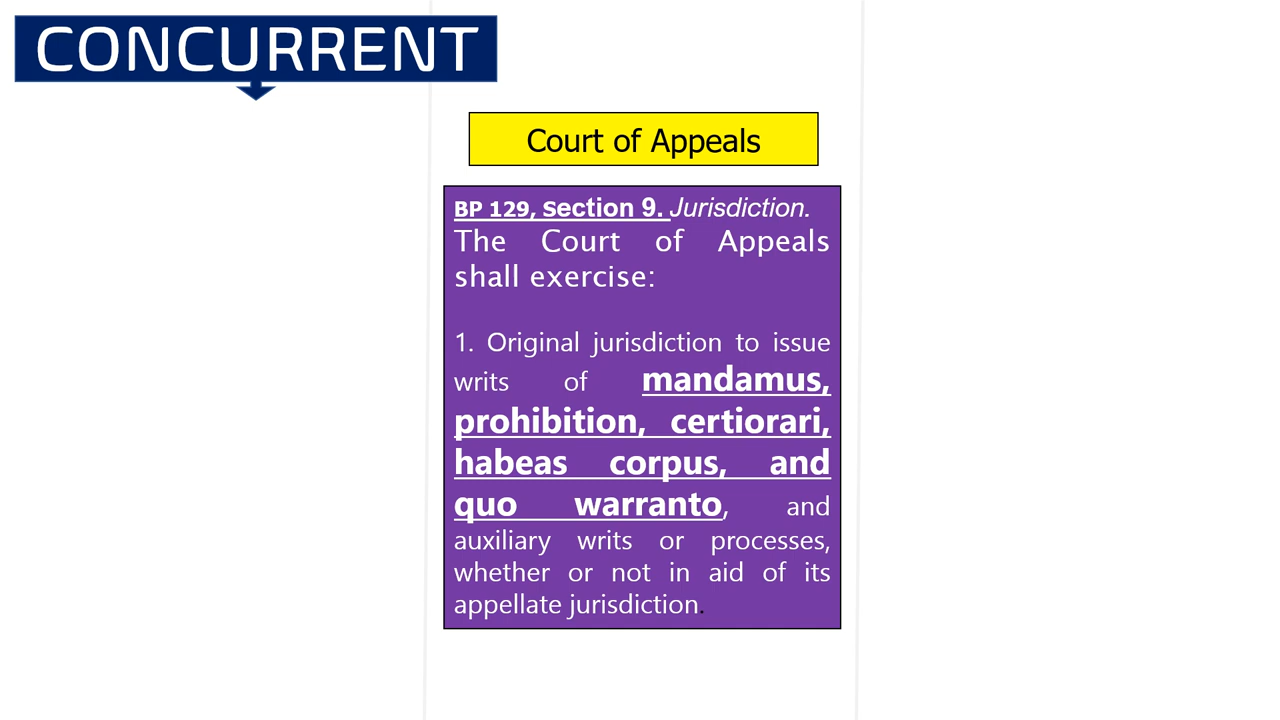 CONCURRENT
Court of Appeals
BP 129, Section 9. Jurisdiction.
The Court of Appeals
shall exercise:
1. Original jurisdiction to issue
writs of mandamus,
prohibition, certiorari,
habeas corpus, and
quo warranto, and
auxiliary writs or processes,
whether or not in aid of its
appellate jurisdiction.